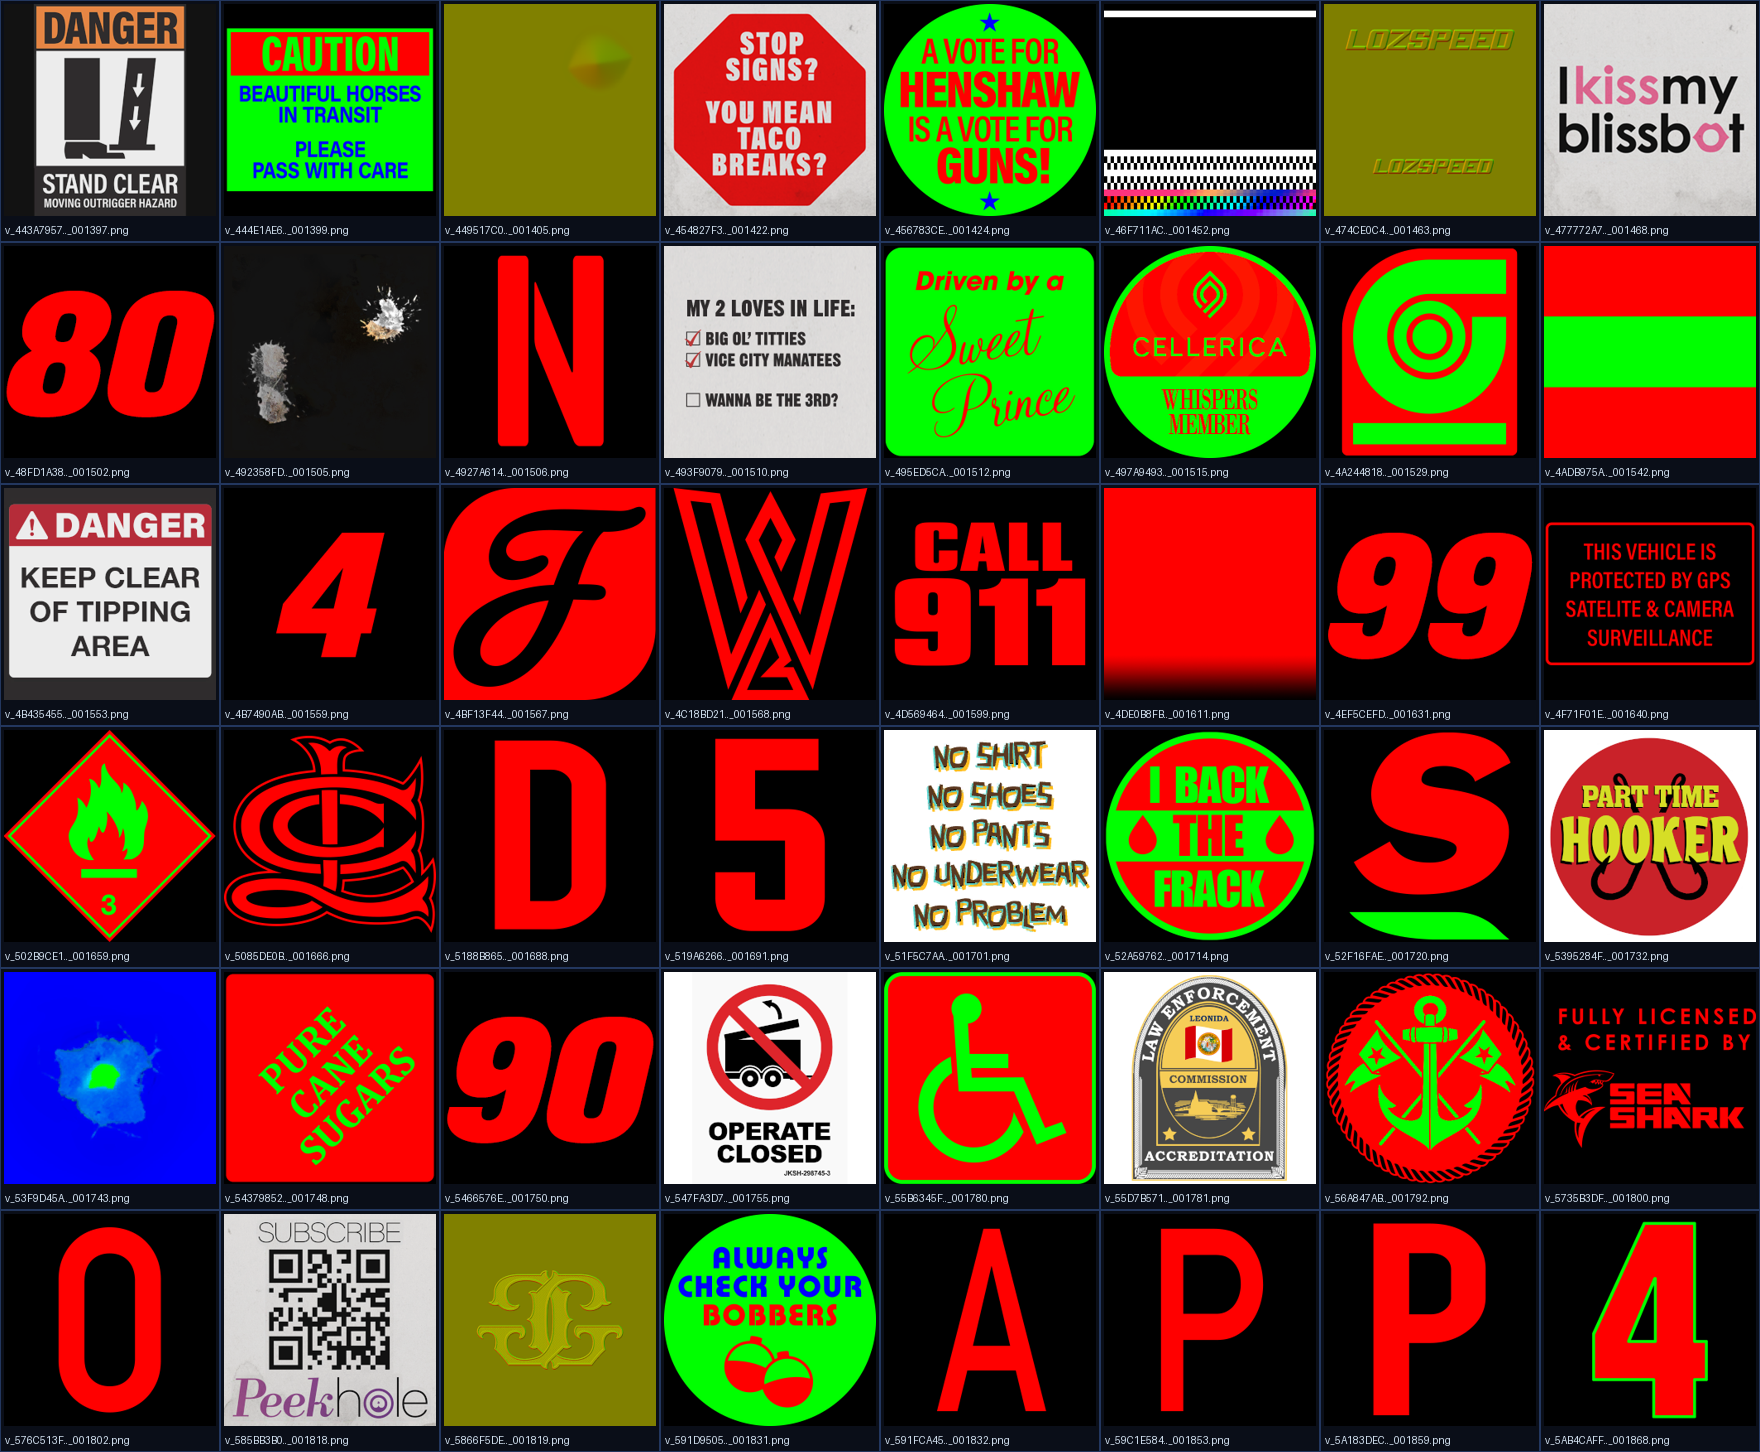 DANGER
STAND CLEAR
MOVING OUTRIGGER HAZARD
v_443A7957.._001397.png
CAUTION
BEAUTIFUL HORSES
IN TRANSIT
PLEASE
PASS WITH CARE
v_444E1AE6.._001399.png
v_449517C0.._001405.png
STOP
SIGNS?
YOU MEAN
TACO
BREAKS?
v_454827F3.._001422.png
A VOTE FOR
HENSHAW
IS A VOTE FOR
GUNS!
v_456783CE.._001424.png
v_46F711AC.._001452.png
LOZSPEED
LOZSPEED
v_474CE0C4.._001463.png
I kiss my
blissbot
v_477772A7.._001468.png
80
v_48FD1A38.._001502.png
v_492358FD.._001505.png
N
v_4927A614.._001506.png
MY 2 LOVES IN LIFE:
BIG OL' TITTIES
VICE CITY MANATEES
WANNA BE THE 3RD?
v_493F9079.._001510.png
Driven by a
Sweet
Prince
v_495ED5CA.._001512.png
CELLERICA
WHISPERS
MEMBER
v_497A9493.._001515.png
v_4A244818.._001529.png
v_4ADB975A.._001542.png
DANGER
KEEP CLEAR
OF TIPPING
AREA
v_4B435455.._001553.png
4
v_4B7490AB.._001559.png
F
v_4BF13F44.._001567.png
W
v_4C18BD21.._001568.png
CALL
911
v_4D569464.._001599.png
v_4DE0B8FB.._001611.png
99
v_4EF5CEFD.._001631.png
THIS VEHICLE IS
PROTECTED BY GPS
SATELITE & CAMERA
SURVEILLANCE
v_4F71F01E.._001640.png
3
v_502B9CE1.._001659.png
v_5085DE0B.._001666.png
D
v_5188B865.._001688.png
5
v_519A6266.._001691.png
NO SHIRT
NO SHOES
NO PANTS
NO UNDERWEAR
NO PROBLEM
v_51F5C7AA.._001701.png
I BACK
THE
FRACK
v_52A59762.._001714.png
S
v_52F16FAE.._001720.png
PART TIME
HOOKER
v_5395284F.._001732.png
v_53F9D45A.._001743.png
PURE
CANE
SUGARS
v_54379852.._001748.png
90
v_5466576E.._001750.png
OPERATE
CLOSED
JKSH-298745-3
v_547FA3D7.._001755.png
v_55B6345F.._001780.png
LAW ENFORCEMENT
LEONIDA
COMMISSION
ACCREDITATION
v_55D7B571.._001781.png
v_56A847AB.._001792.png
FULLY LICENSED
& CERTIFIED BY
SEA
SHARK
v_5735B3DF.._001800.png
0
v_576C513F.._001802.png
SUBSCRIBE
Peekhole
v_585BB3B0.._001818.png
v_5866F5DE.._001819.png
ALWAYS
CHECK YOUR
BOBBERS
v_591D9505.._001831.png
A
v_591FCA45.._001832.png
P
v_59C1E584.._001853.png
P
v_5A183DEC.._001859.png
4
v_5AB4CAFF.._001868.png